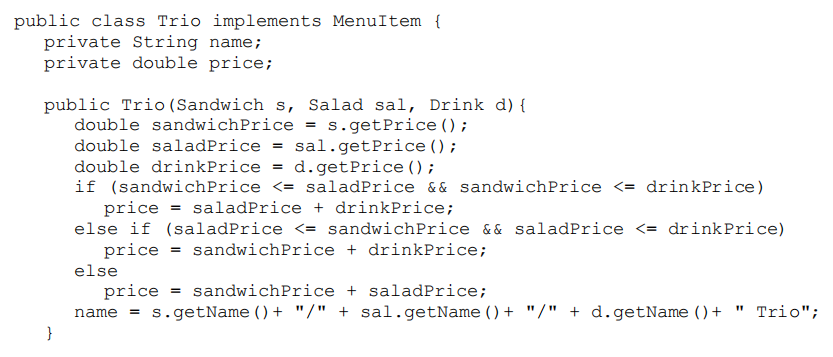 public class Trio implements MenuItem {
   private String name;
   private double price;

   public Trio(Sandwich s, Salad sal, Drink d){
      double sandwichPrice = s.getPrice();
      double saladPrice = sal.getPrice();
      double drinkPrice = d.getPrice();
      if (sandwichPrice <= saladPrice && sandwichPrice <= drinkPrice)
         price = saladPrice + drinkPrice;
      else if (saladPrice <= sandwichPrice && saladPrice <= drinkPrice)
         price = sandwichPrice + drinkPrice;
      else
         price = sandwichPrice + saladPrice;
      name = s.getName()+ "/" + sal.getName()+ "/" + d.getName()+ " Trio";
   }